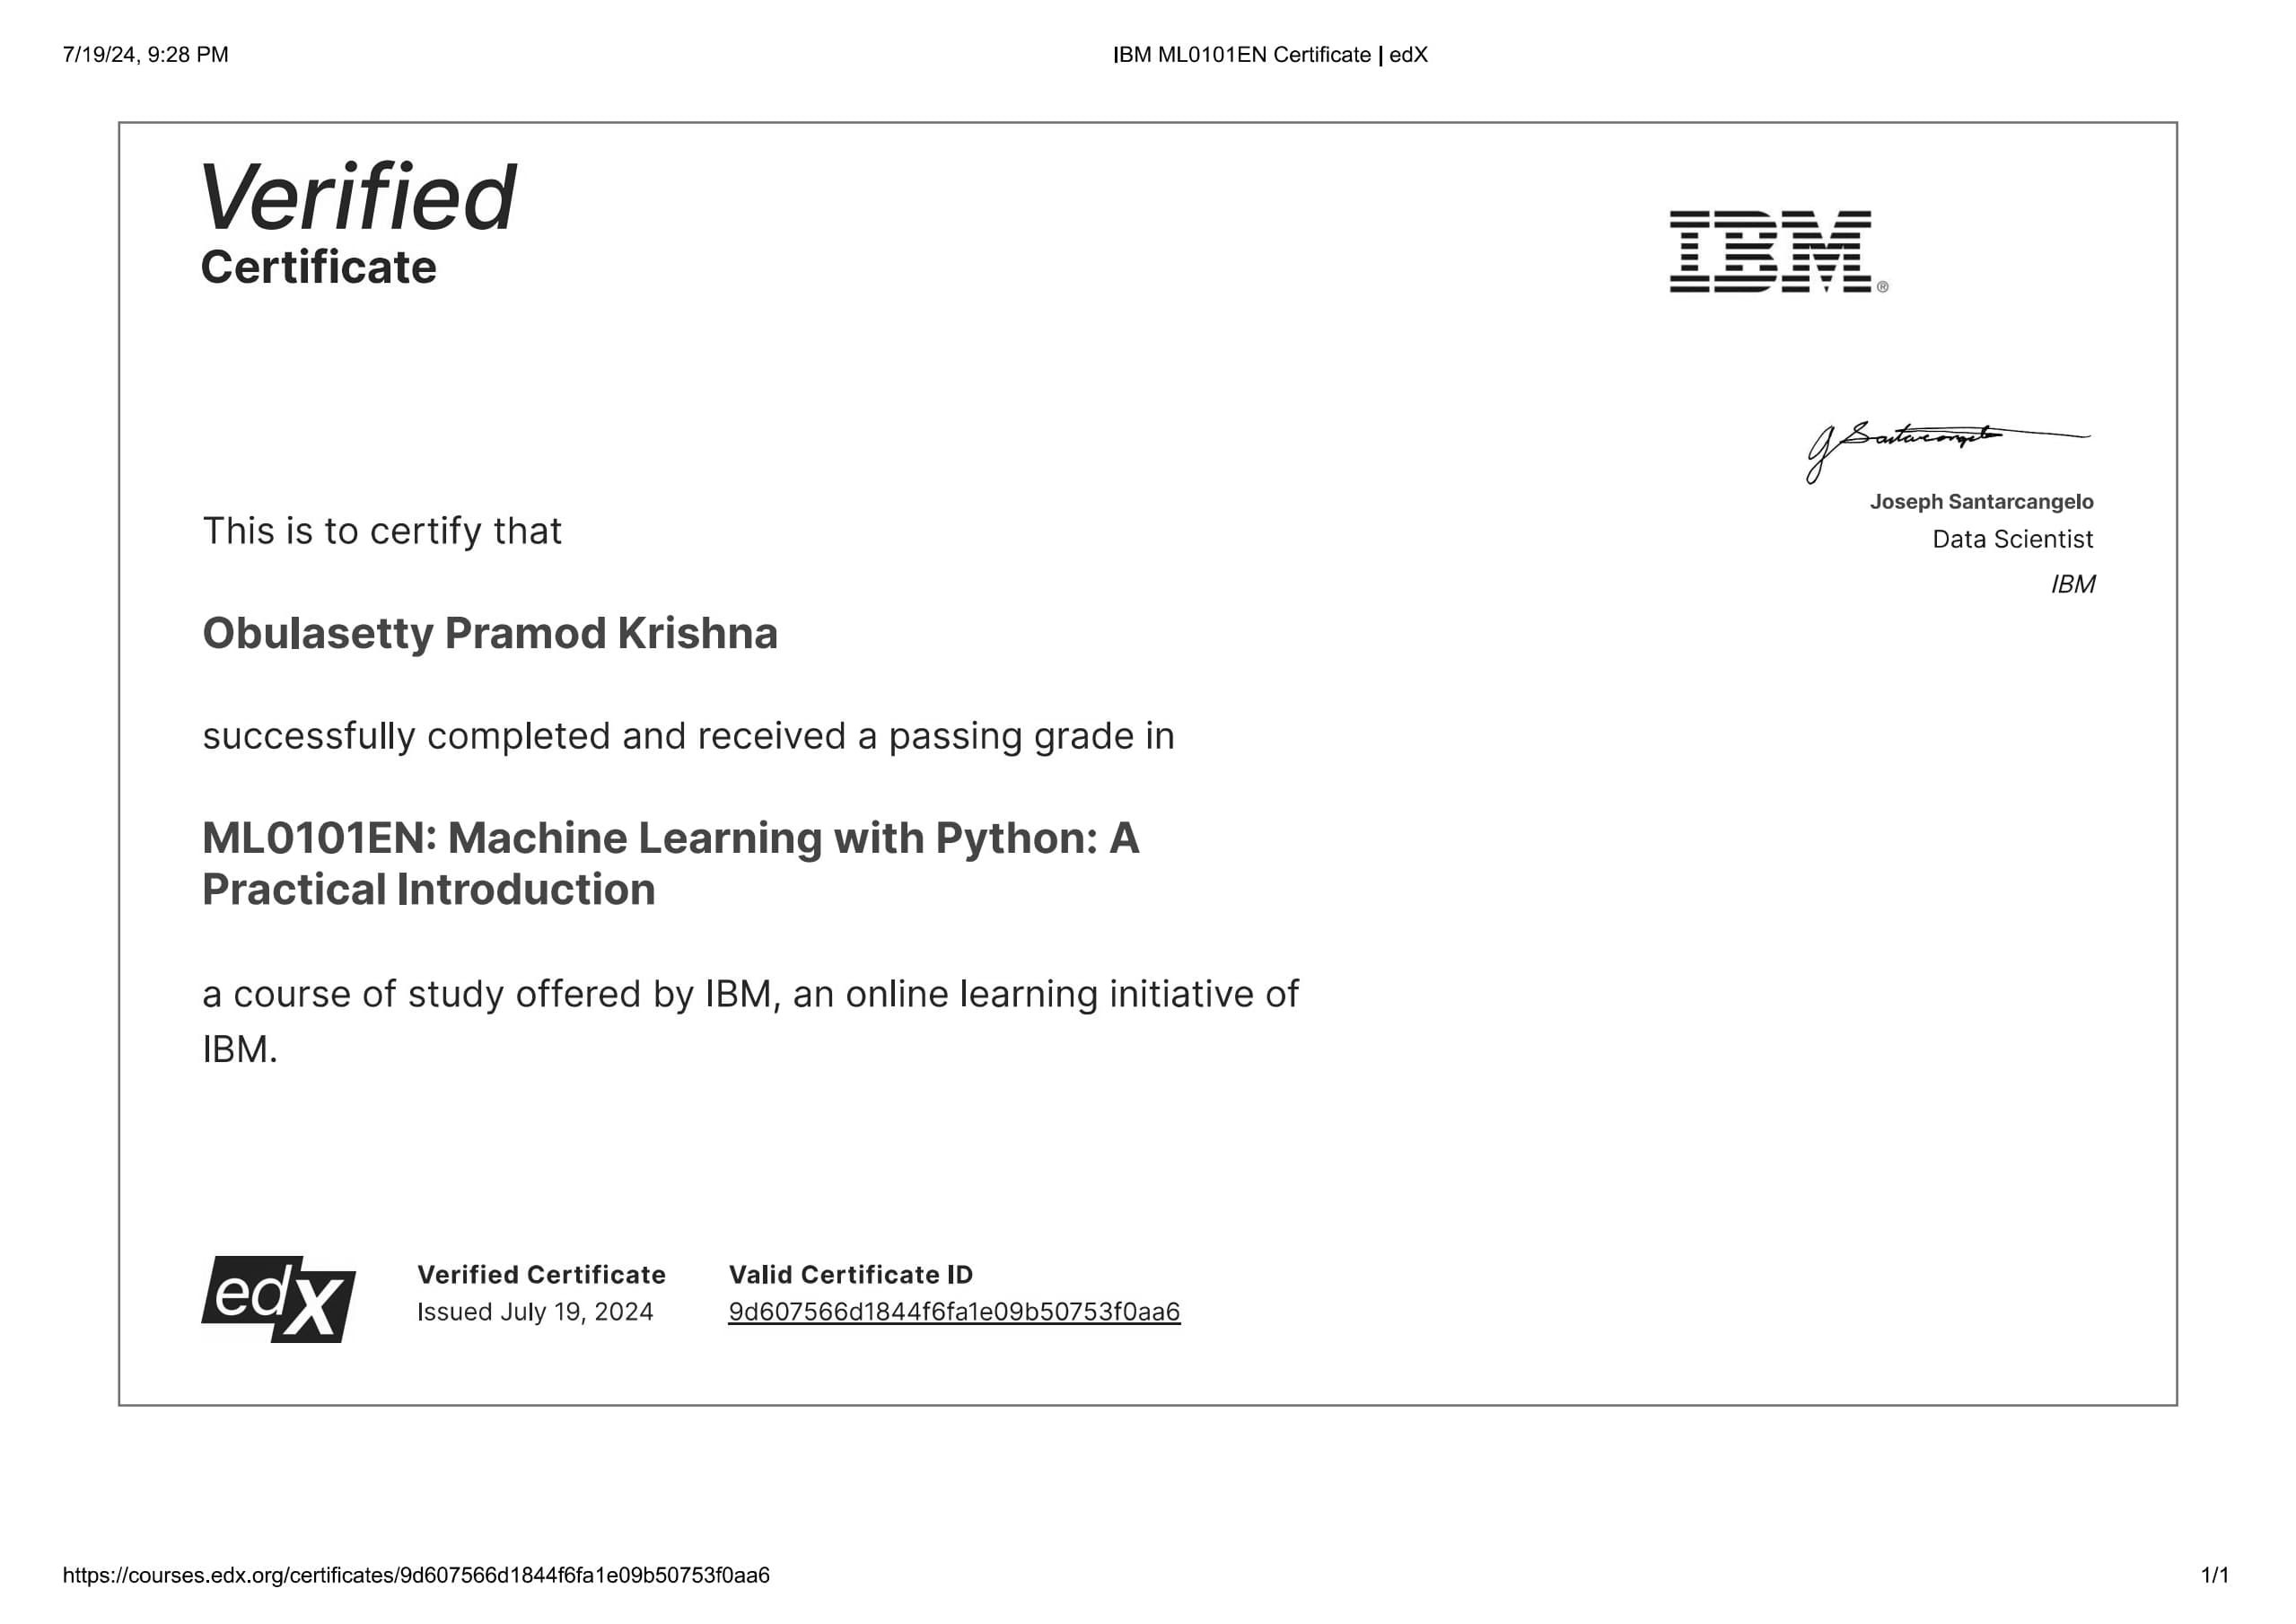 7/19/24, 9:28 PM
IBM ML0101EN Certificate | edX
Verified
Certificate
IBM®
J Santarcangelo
Joseph Santarcangelo
Data Scientist
IBM
This is to certify that
Obulasetty Pramod Krishna
successfully completed and received a passing grade in
ML0101EN: Machine Learning with Python: A
Practical Introduction
a course of study offered by IBM, an online learning initiative of
IBM.
edX
Verified Certificate
Issued July 19, 2024
Valid Certificate ID
9d607566d1844f6fa1e09b50753f0aa6
https://courses.edx.org/certificates/9d607566d1844f6fa1e09b50753f0aa6
1/1